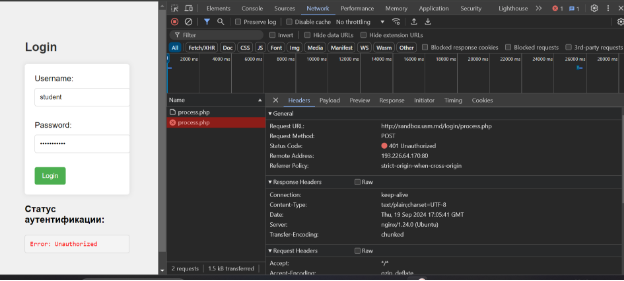 Elements Console Sources Network Performance Memory Application Security Lighthouse
Preserve log Disable cache No throttling
Filter Invert Hide data URLs Hide extension URLs
All Fetch/XHR Doc CSS JS Font Img Media Manifest WS Wasm Other Blocked response cookies Blocked requests 3rd-party requests
2000 ms 4000 ms 6000 ms 8000 ms 10000 ms 12000 ms 14000 ms 16000 ms 18000 ms 20000 ms 22000 ms 24000 ms 26000 ms 28000 ms
Login
Username:
student
Password:
Login
Статус
аутентификации:
Error: Unauthorized
Name
process.php
process.php
2 requests 1.5 kB transferred
Headers Payload Preview Response Initiator Timing Cookies
General
Request URL: http://sandbox.usm.md/login/process.php
Request Method: POST
Status Code: 401 Unauthorized
Remote Address: 193.226.64.170:80
Referrer Policy: strict-origin-when-cross-origin
Response Headers Raw
Connection: keep-alive
Content-Type: text/plain;charset=UTF-8
Date: Thu, 19 Sep 2024 17:05:41 GMT
Server: nginx/1.24.0 (Ubuntu)
Transfer-Encoding: chunked
Request Headers Raw
Accept: */*
Accept-Encoding: gzip, deflate